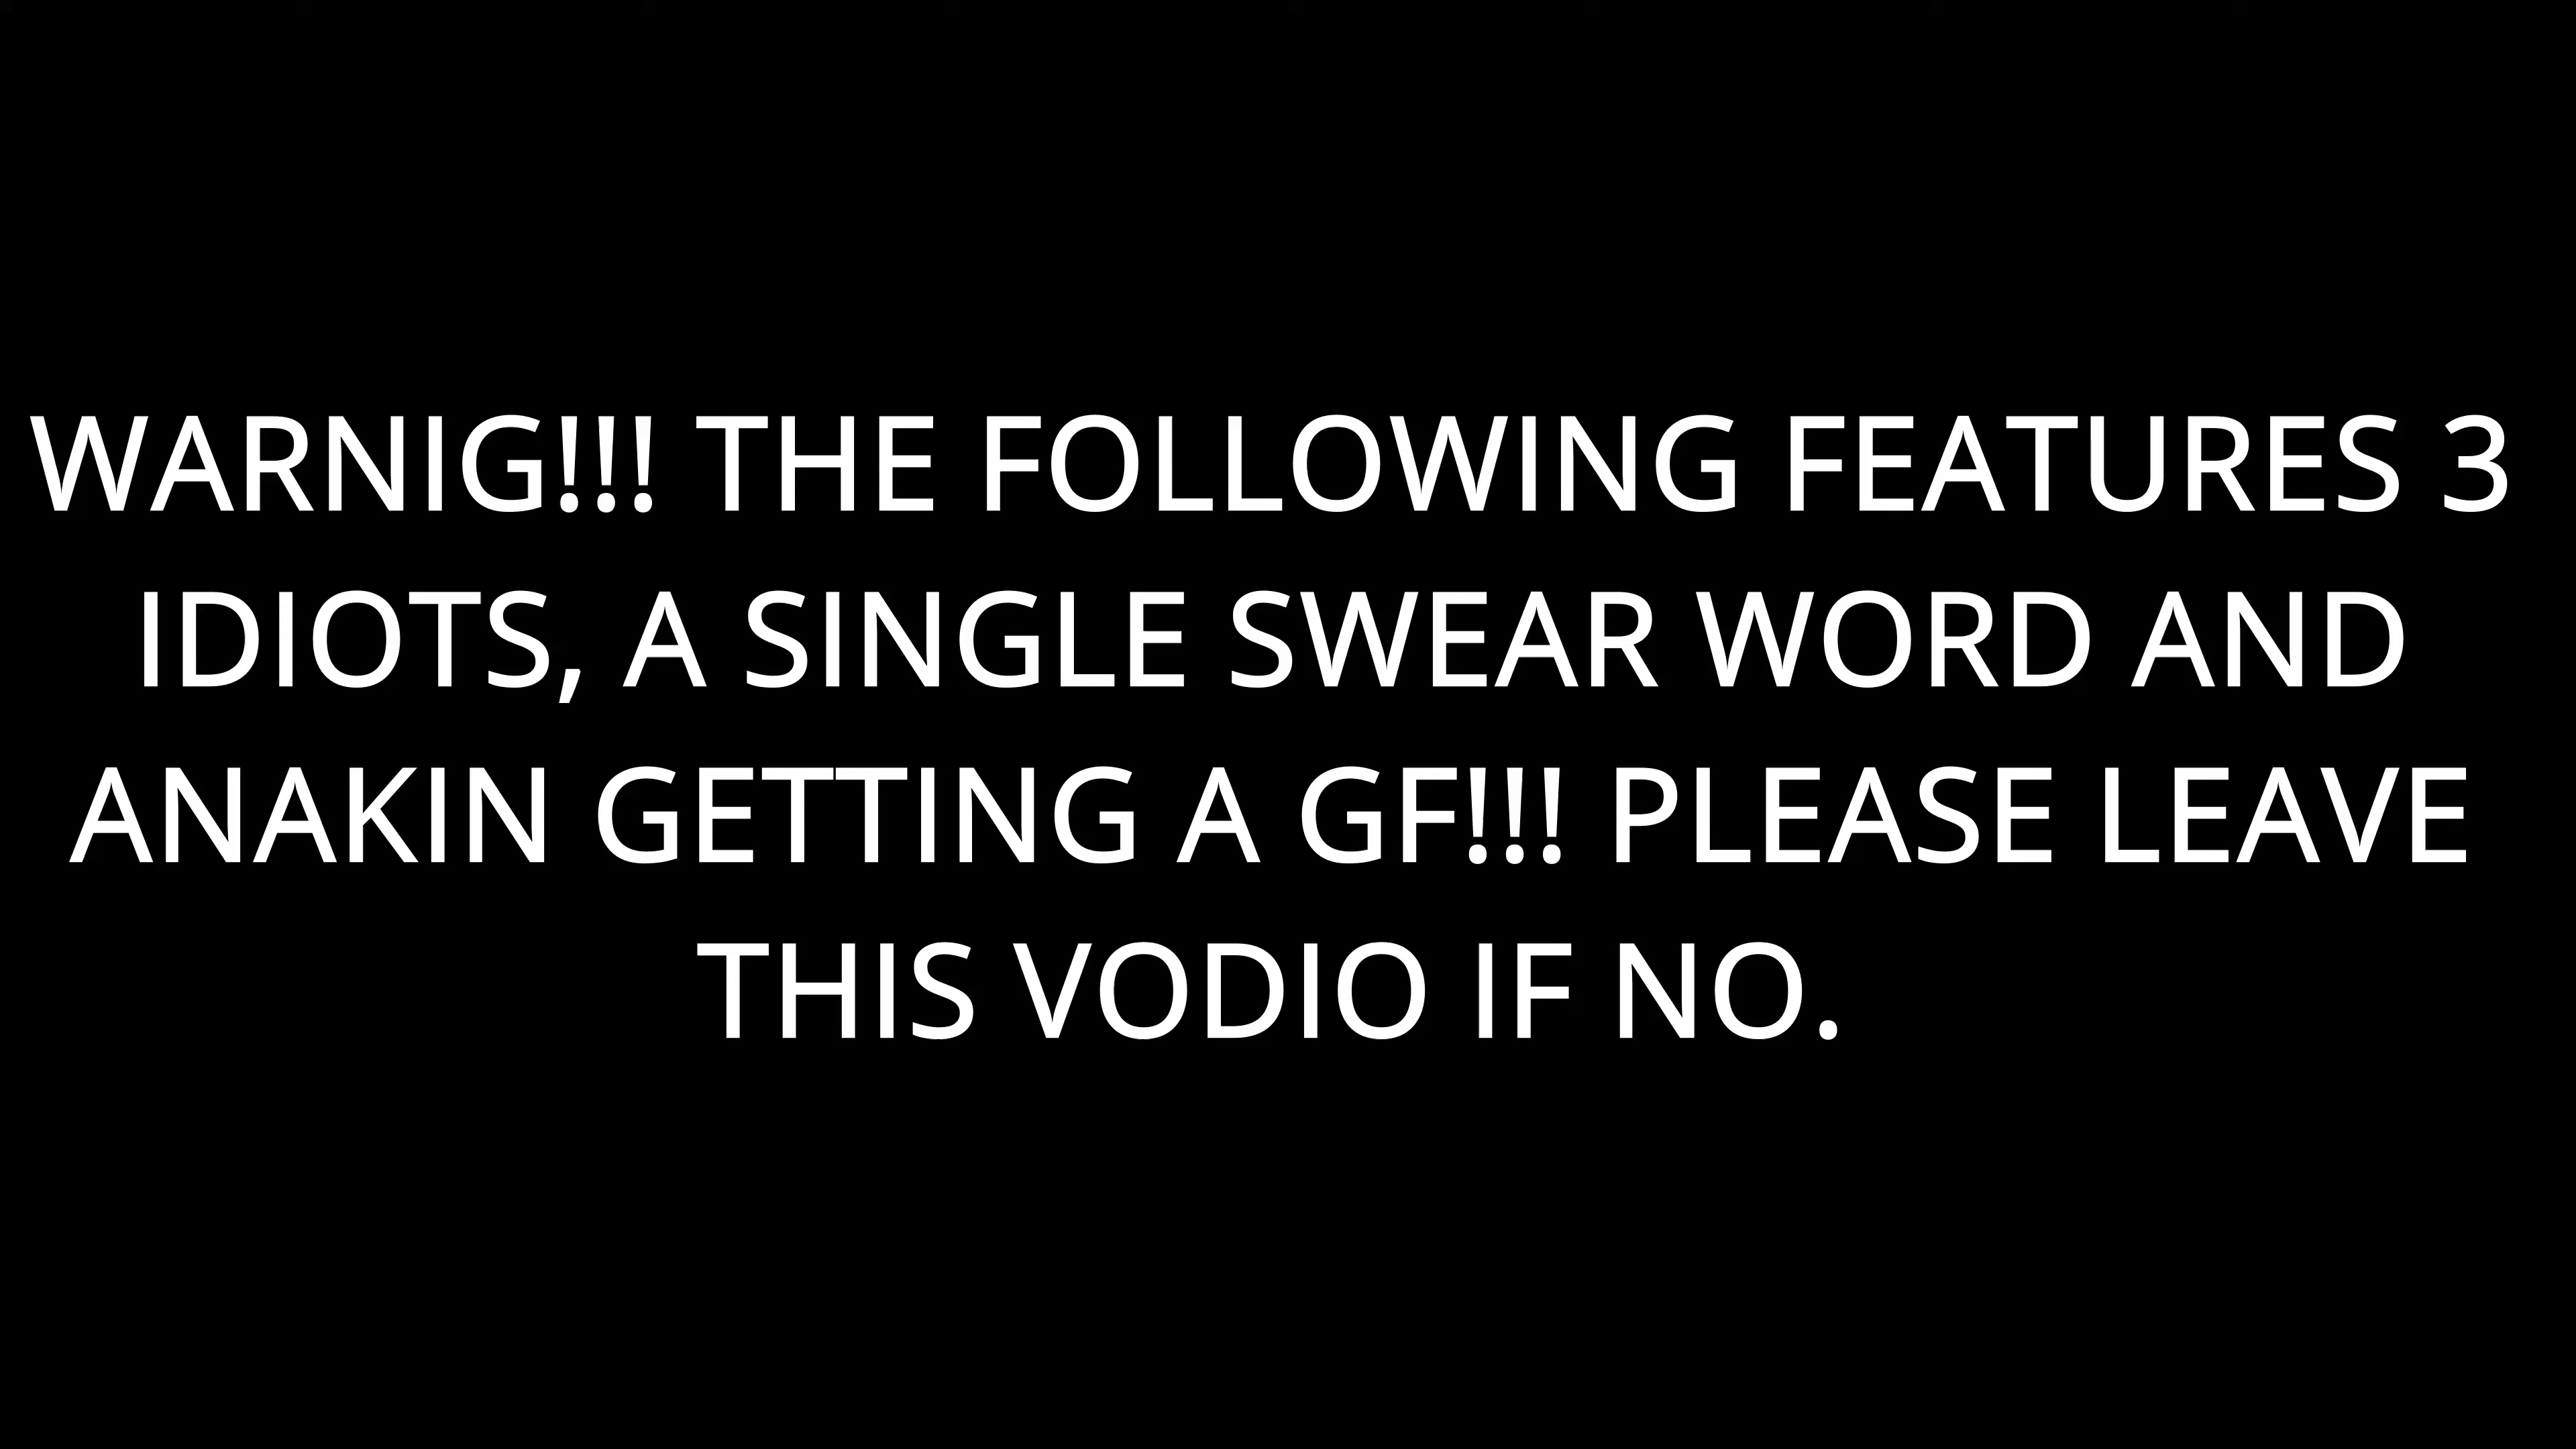 WARNIG!!! THE FOLLOWING FEATURES 3
IDIOTS, A SINGLE SWEAR WORD AND
ANAKIN GETTING A GF!!! PLEASE LEAVE
THIS VODIO IF NO.